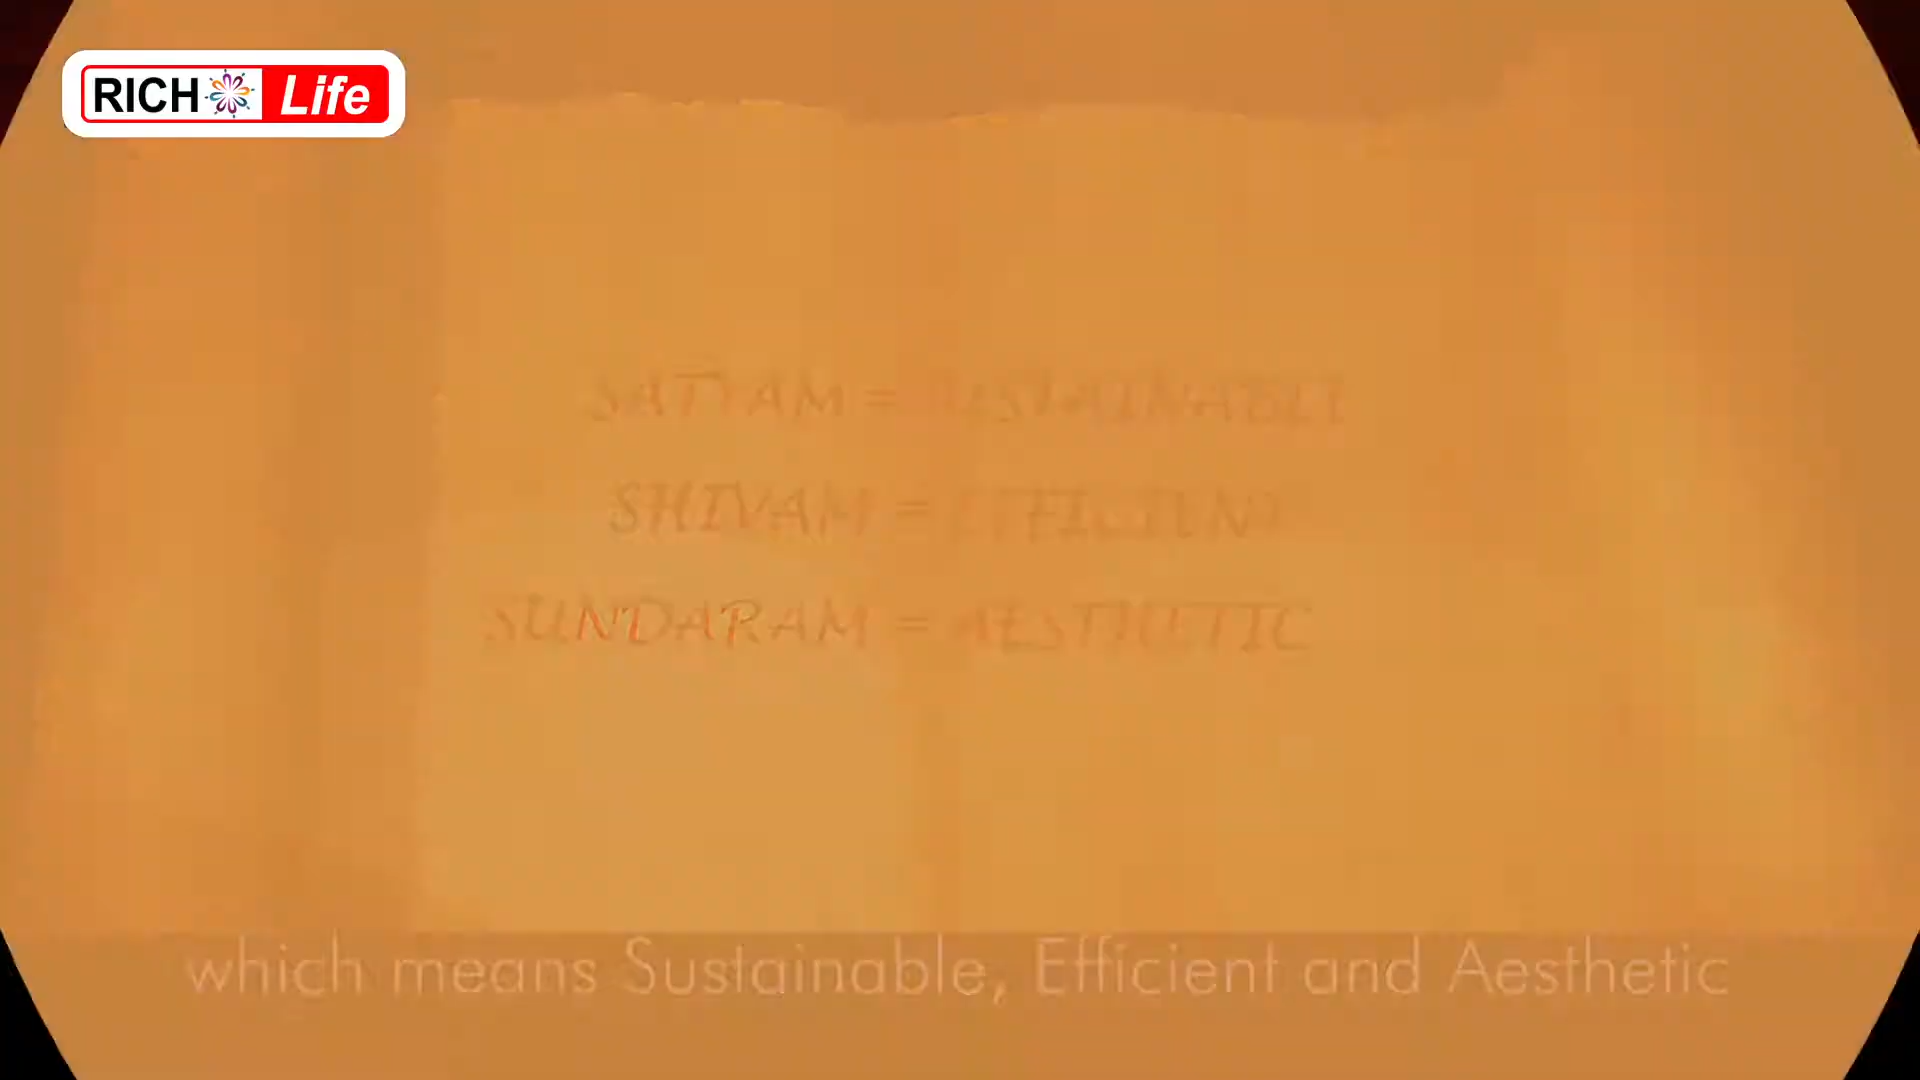 RICH Life
SATYAM = SUSTAINABLE
SHIVAM = EFFICIENT
SUNDARAM = AESTHETIC
which means Sustainable, Efficient and Aesthetic